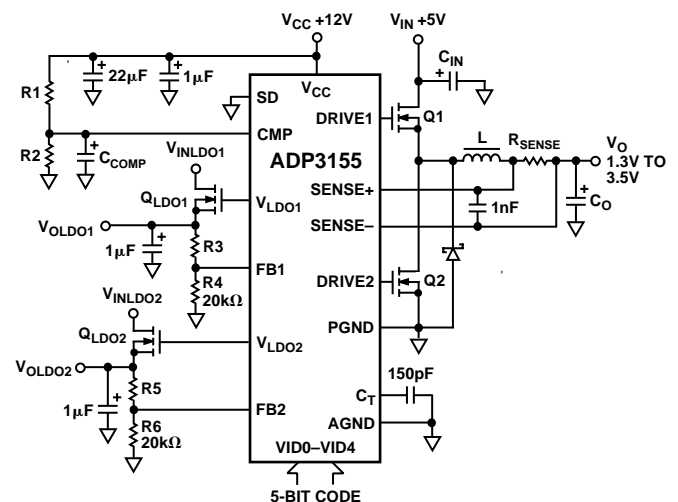 VCC +12V
VIN +5V
22μF
1μF
CIN
R1
VCC
SD
DRIVE1
Q1
CMP
R2
CCOMP
VINLDO1
ADP3155
L
RSENSE
VO
1.3V TO
3.5V
QLDO1
VLDO1
SENSE+
1nF
CO
VOLDO1
SENSE–
1μF
R3
FB1
R4
20kΩ
DRIVE2
Q2
VINLDO2
PGND
QLDO2
VLDO2
VOLDO2
150pF
R5
CT
1μF
FB2
AGND
R6
20kΩ
VID0–VID4
5-BIT CODE